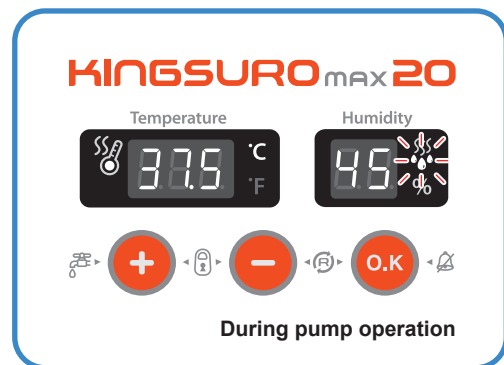 KINGSURO MAX 20
Temperature Humidity
37.5 °C 45 %
°F
+ − R O.K
During pump operation